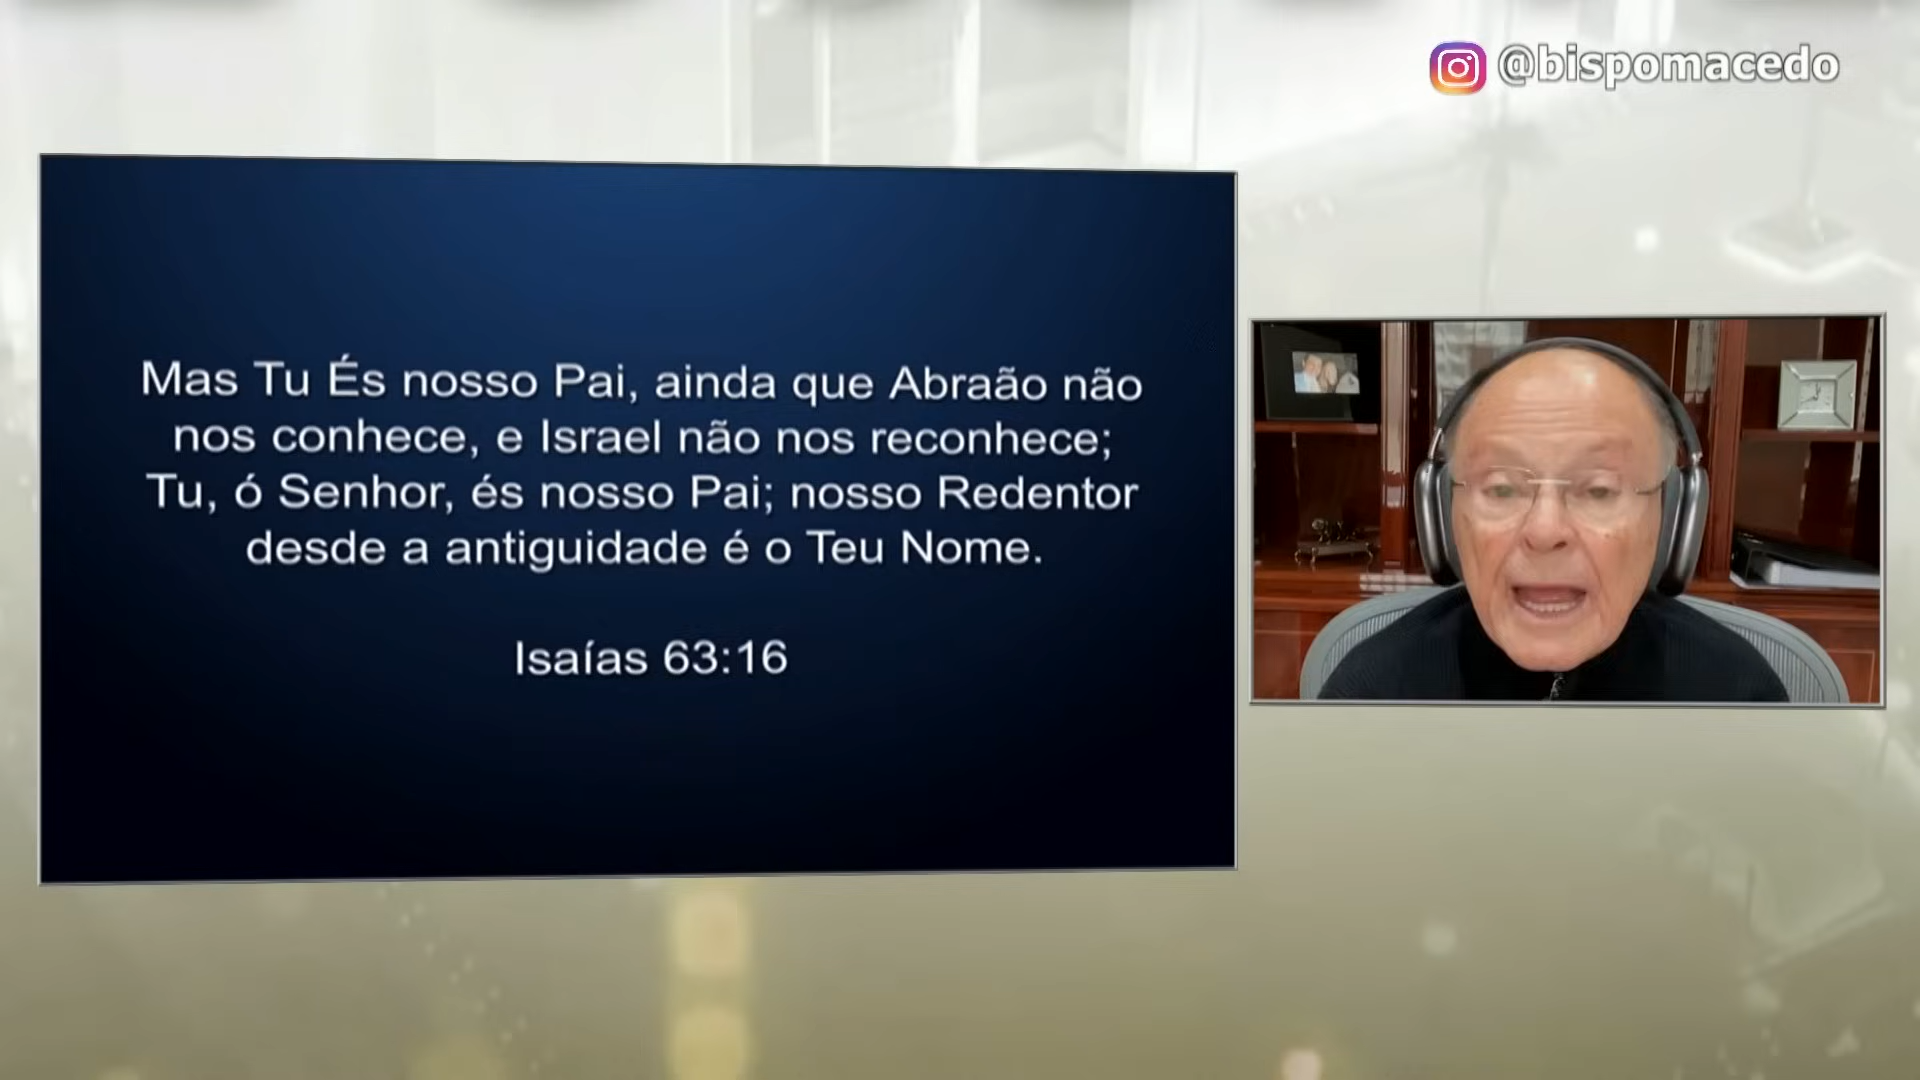 @bispomacedo
Mas Tu És nosso Pai, ainda que Abraão não
nos conhece, e Israel não nos reconhece;
Tu, ó Senhor, és nosso Pai; nosso Redentor
desde a antiguidade é o Teu Nome.
Isaías 63:16